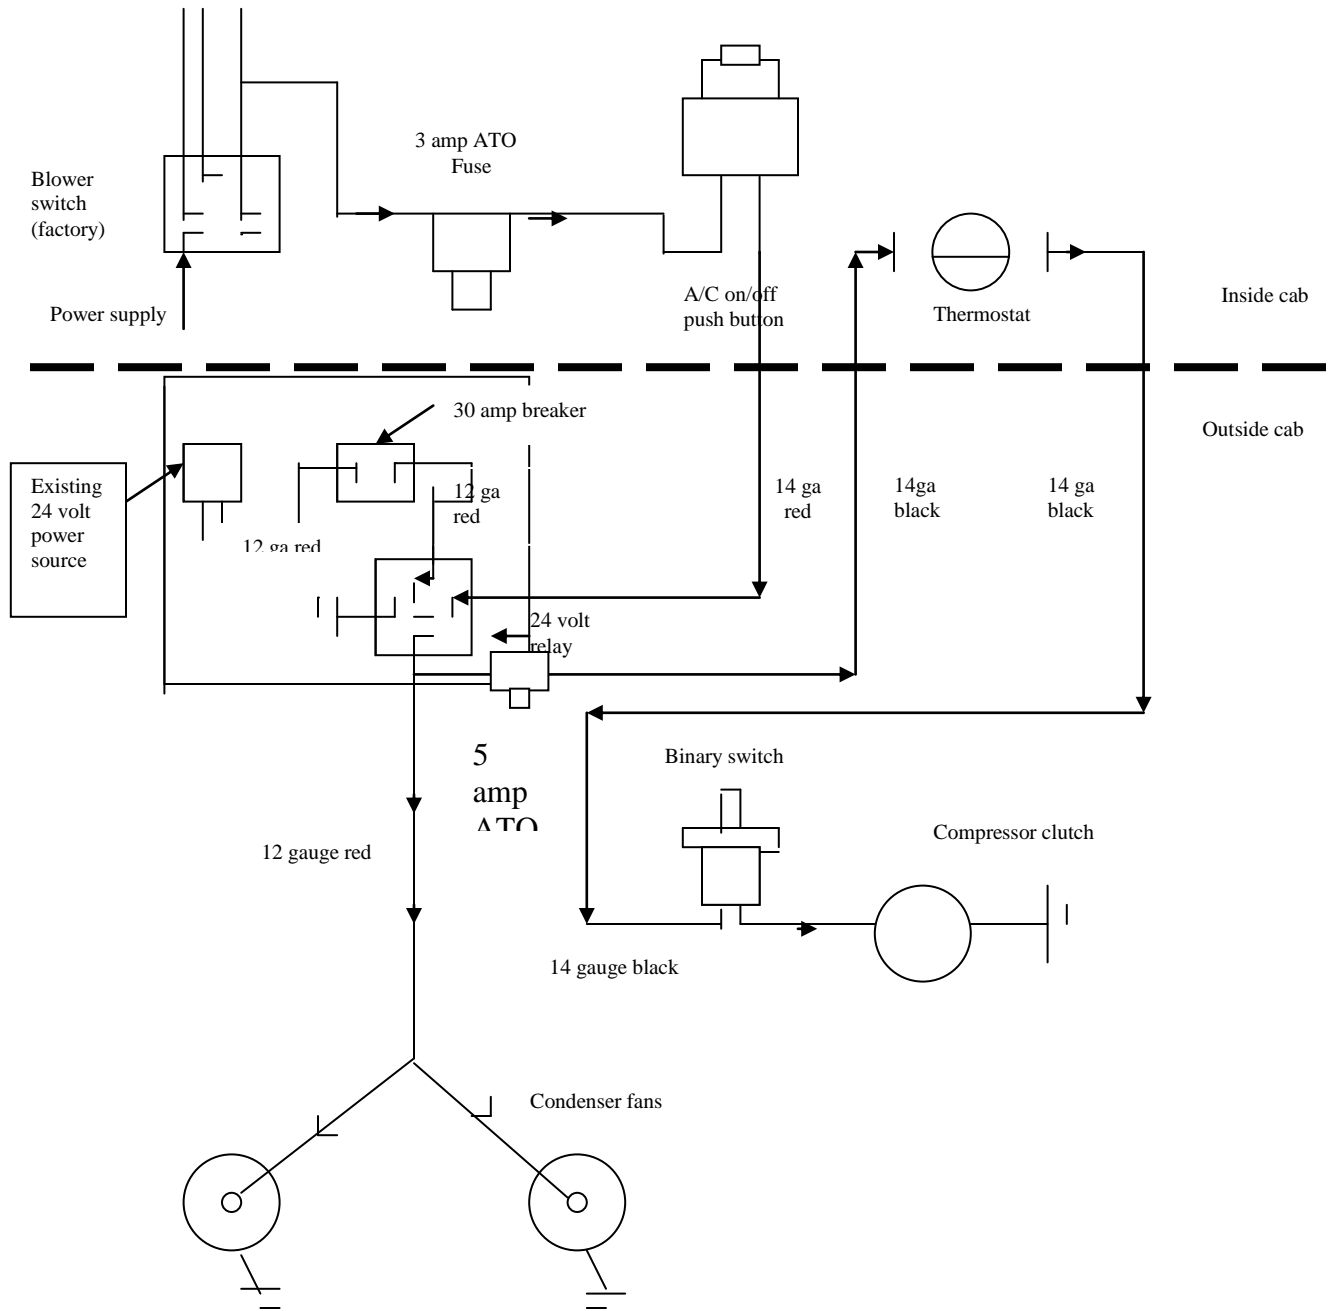 3 amp ATO
Fuse
Blower
switch
(factory)
Power supply
A/C on/off
push button
Thermostat
Inside cab
30 amp breaker
Outside cab
Existing
24 volt
power
source
12 ga
red
14 ga
red
14ga
black
14 ga
black
12 ga red
24 volt
relay
5
amp
ATO
Binary switch
Compressor clutch
12 gauge red
14 gauge black
Condenser fans